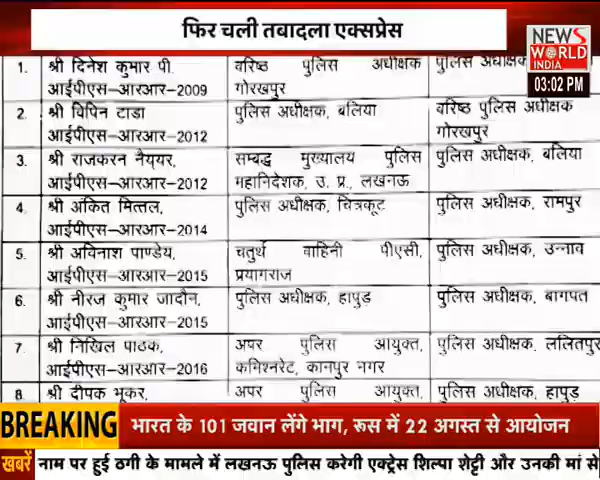 फिर चली तबादला एक्सप्रेस
NEWS
WORLD
INDIA
03:02 PM
1. श्री दिनेश कुमार पी. वरिष्ठ पुलिस अधीक्षक पुलिस
आईपीएस-आरआर-2009 गोरखपुर
2. श्री विपिन टाडा पुलिस अधीक्षक, बलिया वरिष्ठ पुलिस अधीक्षक
आईपीएस-आरआर-2012 गोरखपुर
3. श्री राजकरन नैय्यर, सम्बद्ध मुख्यालय पुलिस पुलिस अधीक्षक, बलिया
आईपीएस-आरआर-2012 महानिदेशक, उ. प्र., लखनऊ
4. श्री अंकित मित्तल, पुलिस अधीक्षक, चित्रकूट पुलिस अधीक्षक, रामपुर
आईपीएस-आरआर-2014
5. श्री अविनाश पाण्डेय, चतुर्थ वाहिनी पीएसी, पुलिस अधीक्षक, उन्नाव
आईपीएस-आरआर-2015 प्रयागराज
6. श्री नीरज कुमार जादौन, पुलिस अधीक्षक, हापुड़ पुलिस अधीक्षक, बागपत
आईपीएस-आरआर-2015
7. श्री निखिल पाठक, अपर पुलिस आयुक्त, पुलिस अधीक्षक, ललितपुर
आईपीएस-आरआर-2016 कमिश्नरेट, कानपुर नगर
8. श्री दीपक भूकर, अपर पुलिस आयुक्त, पुलिस अधीक्षक, हापुड़
BREAKING भारत के 101 जवान लेंगे भाग, रूस में 22 अगस्त से आयोजन
खबरें नाम पर हुई ठगी के मामले में लखनऊ पुलिस करेगी एक्ट्रेस शिल्पा शेट्टी और उनकी मां से